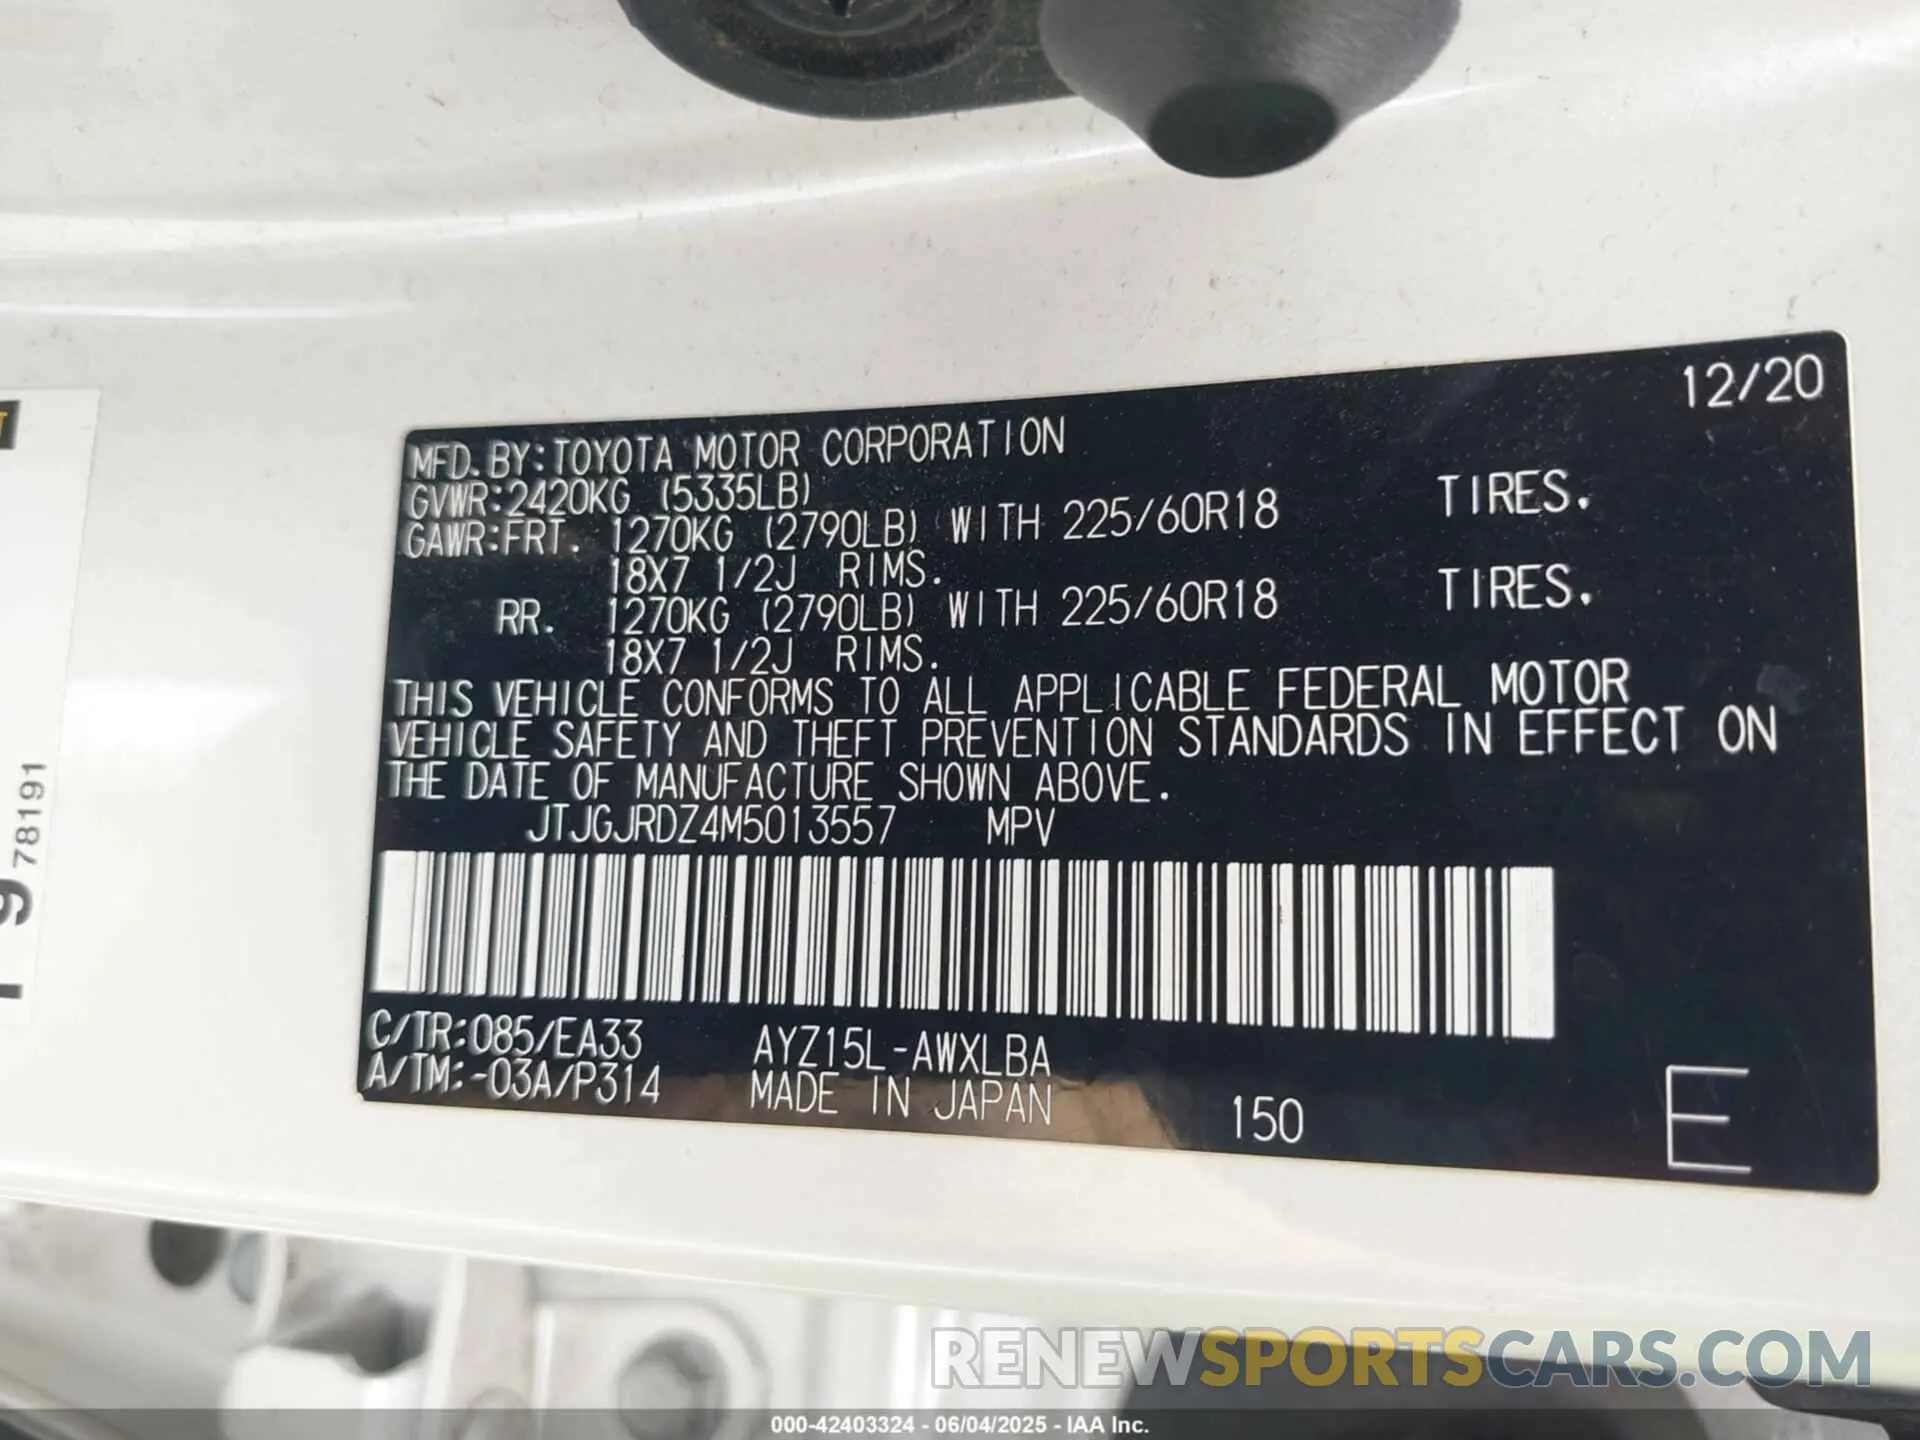 12/20
MFD.BY:TOYOTA MOTOR CORPORATION
GVWR:2420KG (5335LB)
GAWR:FRT. 1270KG (2790LB) WITH 225/60R18 TIRES.
18X7 1/2J RIMS.
RR. 1270KG (2790LB) WITH 225/60R18 TIRES.
18X7 1/2J RIMS.
THIS VEHICLE CONFORMS TO ALL APPLICABLE FEDERAL MOTOR
VEHICLE SAFETY AND THEFT PREVENTION STANDARDS IN EFFECT ON
THE DATE OF MANUFACTURE SHOWN ABOVE.
JTJGJRDZ4M5013557 MPV
C/TR:085/EA33 AYZ15L-AWXLBA
A/TM:-03A/P314 MADE IN JAPAN
150
E
78191
RENEWSPORTSCARS.COM
000-42403324 - 06/04/2025 - IAA Inc.